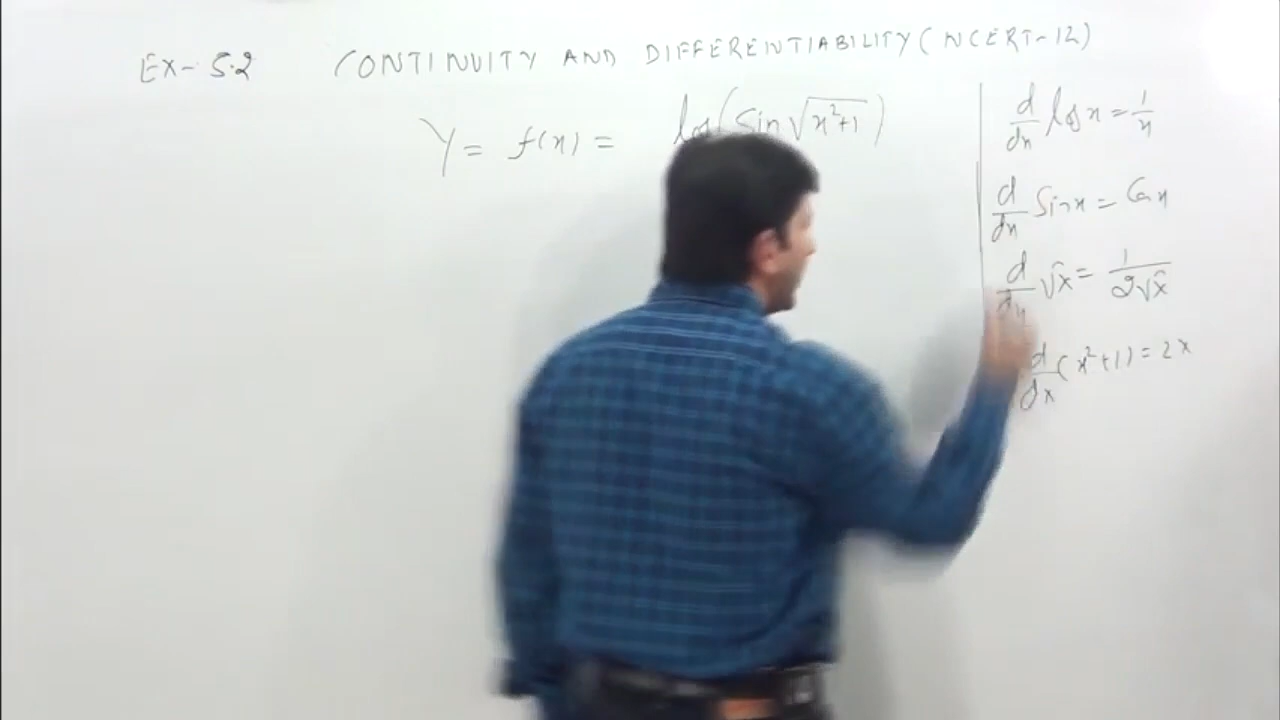 EX- 5.2 CONTINUITY AND DIFFERENTIABILITY (NCERT-12)
Y = f(x) = log(Sin√(x²+1))
d/dx log x = 1/x
d/dx Sin x = Cos x
d/dx √x = 1/2√x
d/dx (x²+1) = 2x